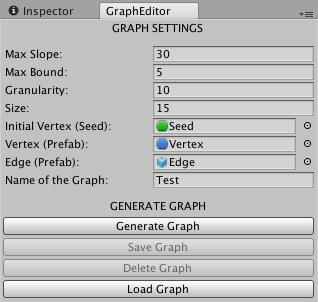 Inspector GraphEditor
GRAPH SETTINGS
Max Slope: 30
Max Bound: 5
Granularity: 10
Size: 15
Initial Vertex (Seed): Seed
Vertex (Prefab): Vertex
Edge (Prefab): Edge
Name of the Graph: Test
GENERATE GRAPH
Generate Graph
Save Graph
Delete Graph
Load Graph